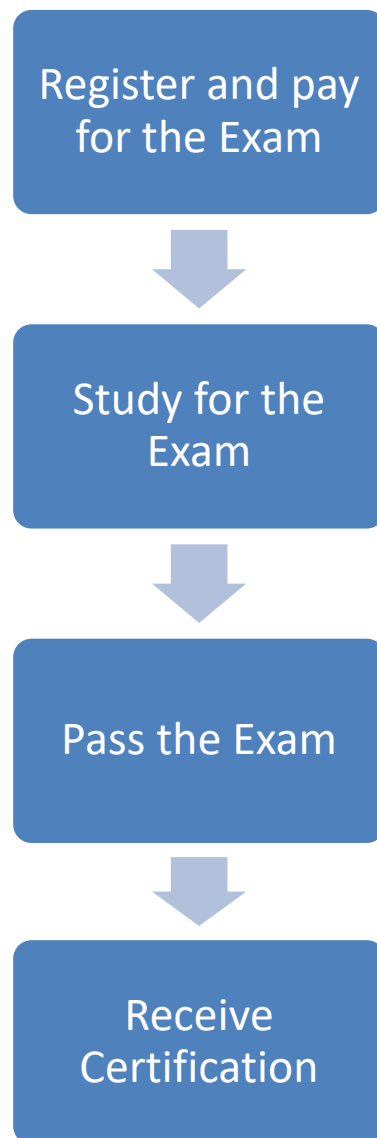 Register and pay
for the Exam
Study for the
Exam
Pass the Exam
Receive
Certification